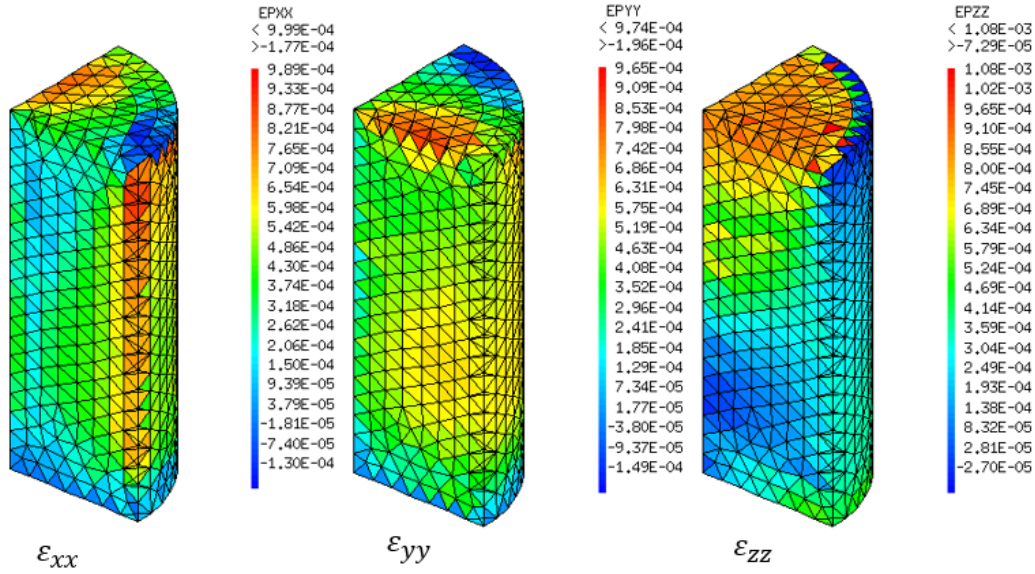 EPXX
< 9.99E-04
>-1.77E-04
9.89E-04
9.33E-04
8.77E-04
8.21E-04
7.65E-04
7.09E-04
6.54E-04
5.98E-04
5.42E-04
4.86E-04
4.30E-04
3.74E-04
3.18E-04
2.62E-04
2.06E-04
1.50E-04
9.39E-05
3.79E-05
-1.81E-05
-7.40E-05
-1.30E-04
EPYY
< 9.74E-04
>-1.96E-04
9.65E-04
9.09E-04
8.53E-04
7.98E-04
7.42E-04
6.86E-04
6.31E-04
5.75E-04
5.19E-04
4.63E-04
4.08E-04
3.52E-04
2.96E-04
2.41E-04
1.85E-04
1.29E-04
7.34E-05
1.77E-05
-3.80E-05
-9.37E-05
-1.49E-04
EPZZ
< 1.08E-03
>-7.29E-05
1.08E-03
1.02E-03
9.65E-04
9.10E-04
8.55E-04
8.00E-04
7.45E-04
6.89E-04
6.34E-04
5.79E-04
5.24E-04
4.69E-04
4.14E-04
3.59E-04
3.04E-04
2.49E-04
1.93E-04
1.38E-04
8.32E-05
2.81E-05
-2.70E-05
εxx
εyy
εzz